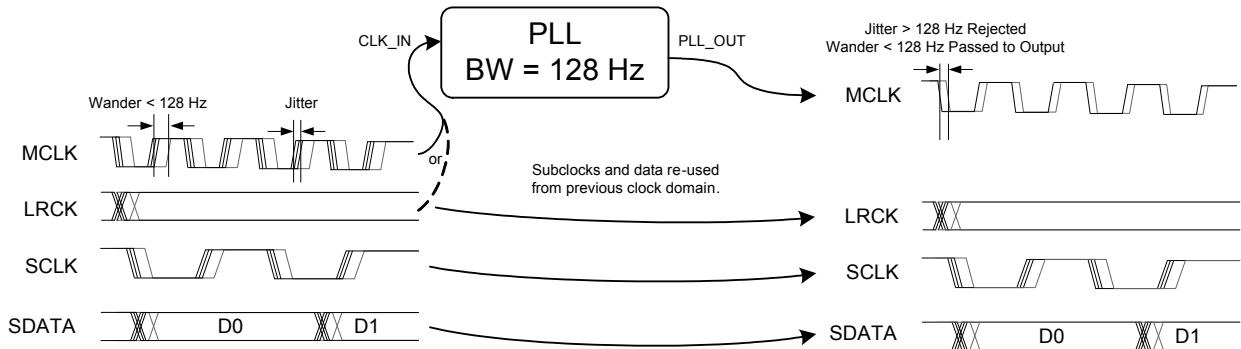 PLL
BW = 128 Hz
CLK_IN
PLL_OUT
Jitter > 128 Hz Rejected
Wander < 128 Hz Passed to Output
Wander < 128 Hz
Jitter
MCLK
or
MCLK
Subclocks and data re-used
from previous clock domain.
LRCK
LRCK
SCLK
SCLK
SDATA
D0
D1
SDATA
D0
D1